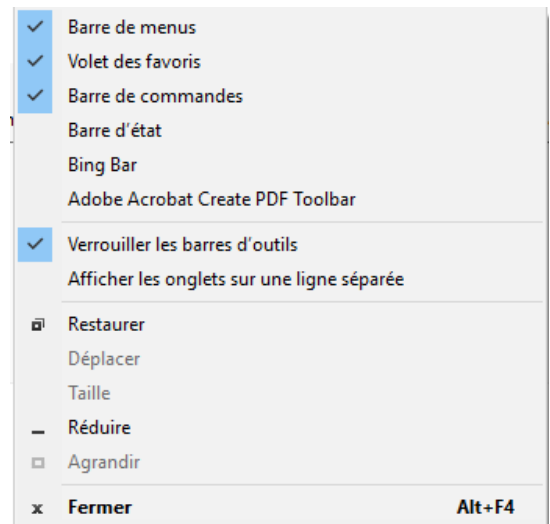 Barre de menus
Volet des favoris
Barre de commandes
Barre d'état
Bing Bar
Adobe Acrobat Create PDF Toolbar
Verrouiller les barres d'outils
Afficher les onglets sur une ligne séparée
Restaurer
Déplacer
Taille
Réduire
Agrandir
Fermer Alt+F4